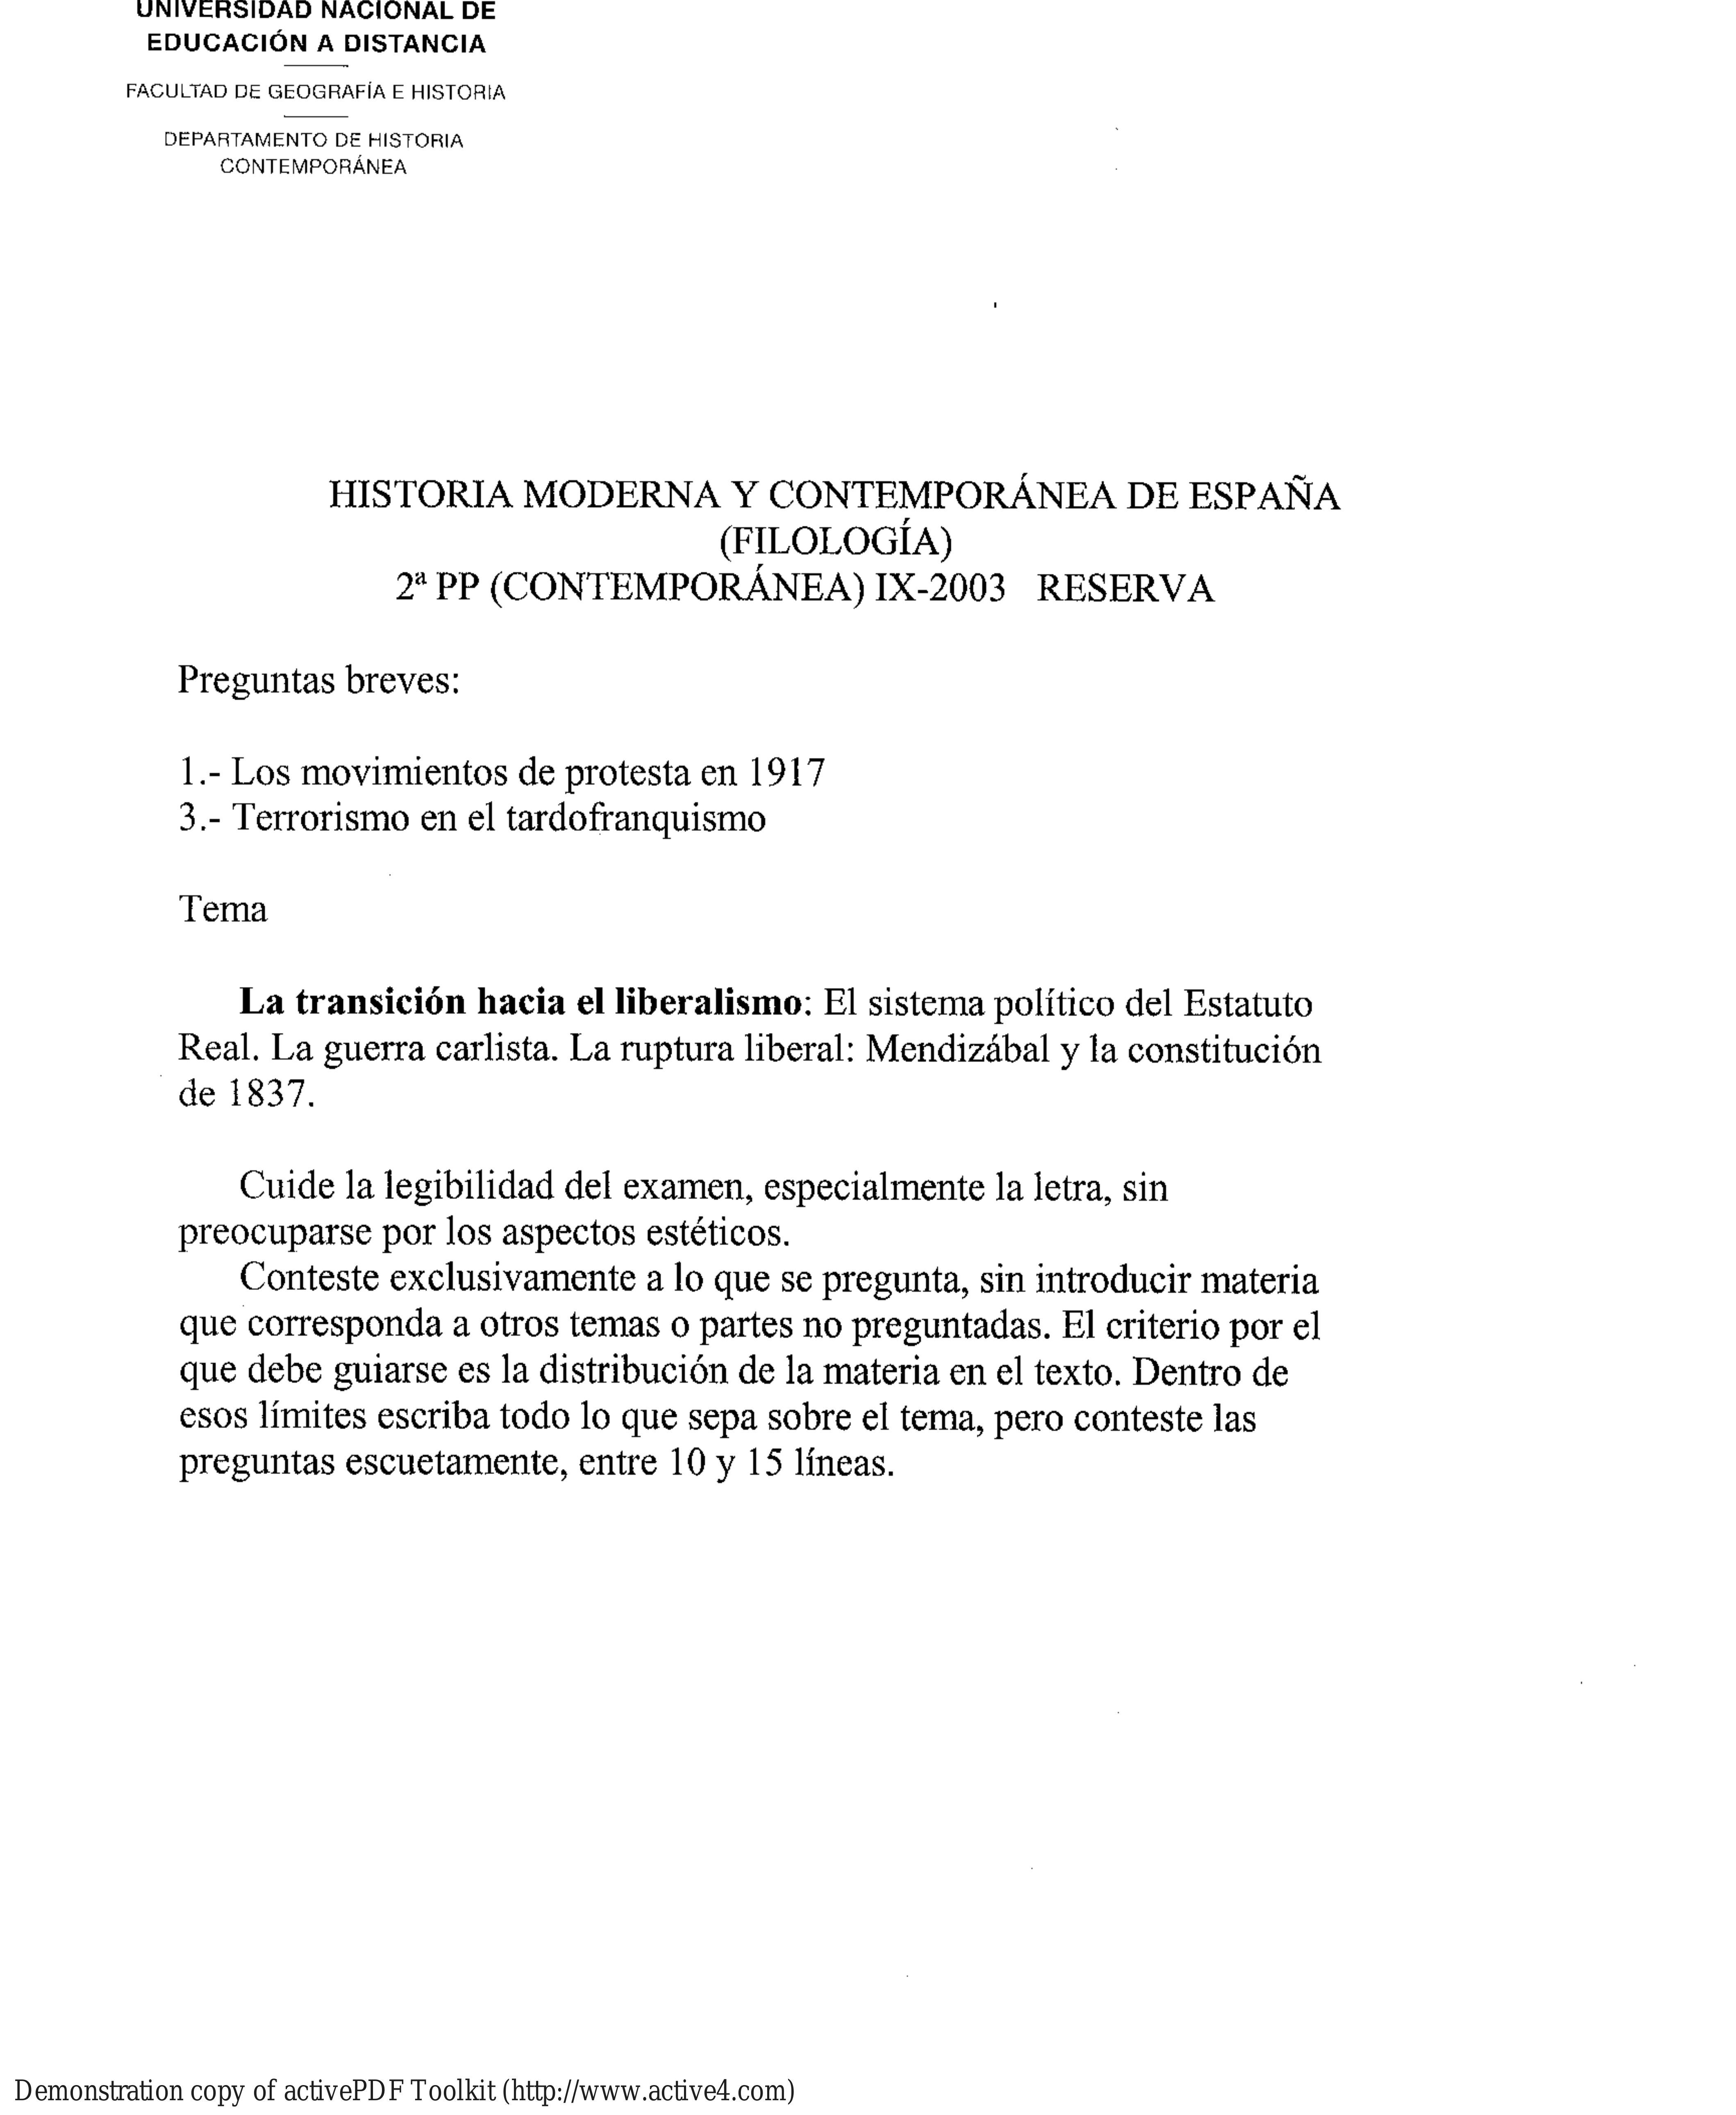 UNIVERSIDAD NACIONAL DE
EDUCACIÓN A DISTANCIA
FACULTAD DE GEOGRAFÍA E HISTORIA
DEPARTAMENTO DE HISTORIA
CONTEMPORÁNEA
HISTORIA MODERNA Y CONTEMPORÁNEA DE ESPAÑA
(FILOLOGÍA)
2ª PP (CONTEMPORÁNEA) IX-2003 RESERVA
Preguntas breves:
1.- Los movimientos de protesta en 1917
3.- Terrorismo en el tardofranquismo
Tema
La transición hacia el liberalismo: El sistema político del Estatuto
Real. La guerra carlista. La ruptura liberal: Mendizábal y la constitución
de 1837.
Cuide la legibilidad del examen, especialmente la letra, sin
preocuparse por los aspectos estéticos.
Conteste exclusivamente a lo que se pregunta, sin introducir materia
que corresponda a otros temas o partes no preguntadas. El criterio por el
que debe guiarse es la distribución de la materia en el texto. Dentro de
esos límites escriba todo lo que sepa sobre el tema, pero conteste las
preguntas escuetamente, entre 10 y 15 líneas.
Demonstration copy of activePDF Toolkit (http://www.active4.com)